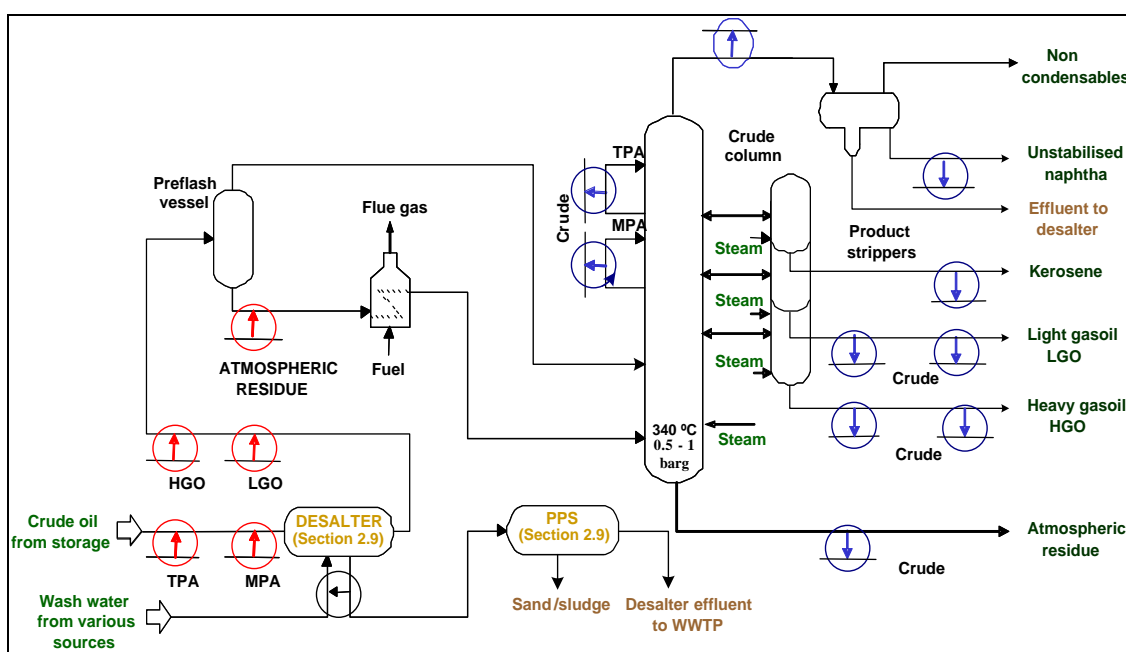 Non
condensables
TPA
Crude
column
Preflash
vessel
Unstabilised
naphtha
Flue gas
Crude
MPA
Effluent to
desalter
Product
strippers
Steam
Kerosene
Steam
Light gasoil
LGO
ATMOSPHERIC
RESIDUE
Fuel
Steam
Crude
Heavy gasoil
HGO
340 ºC
0.5 - 1
barg
Steam
Crude
HGO
LGO
Crude oil
from storage
DESALTER
(Section 2.9)
PPS
(Section 2.9)
Atmospheric
residue
Crude
TPA
MPA
Wash water
from various
sources
Sand/sludge
Desalter effluent
to WWTP